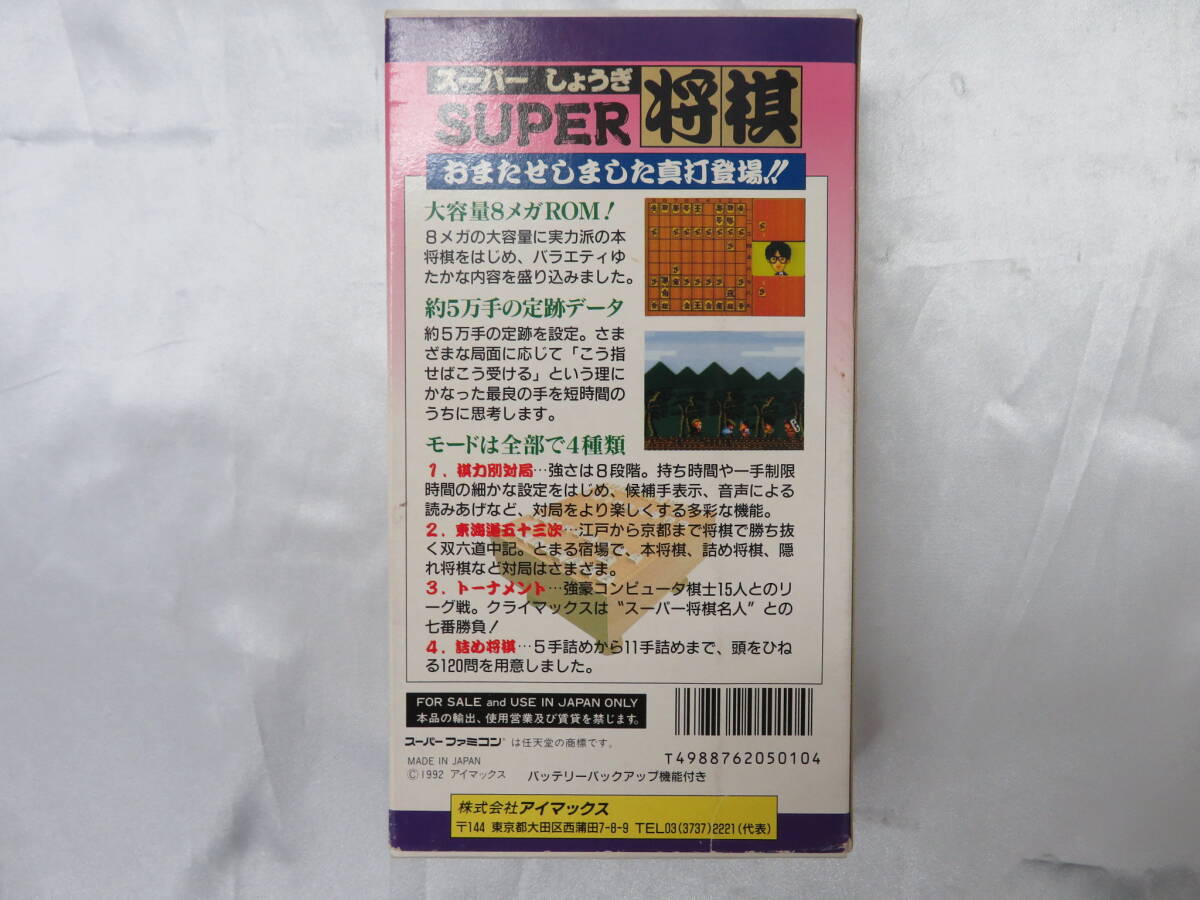 スーパー しょうぎ
SUPER 将棋
おまたせしました真打登場!!
大容量8メガROM!
8メガの大容量に実力派の本
将棋をはじめ、バラエティゆ
たかな内容を盛り込みました。
約5万手の定跡データ
約5万手の定跡を設定。さま
ざまな局面に応じて「こう指
せばこう受ける」という理に
かなった最良の手を短時間の
うちに思考します。
モードは全部で4種類
1. 棋力別対局…強さは8段階。持ち時間や一手制限
時間の細かな設定をはじめ、候補手表示、音声による
読みあげなど、対局をより楽しくする多彩な機能。
2. 東海道五十三次…江戸から京都まで将棋で勝ち抜
く双六道中記。とまる宿場で、本将棋、詰め将棋、隠
れ将棋など対局はさまざま。
3. トーナメント…強豪コンピュータ棋士15人とのリ
ーグ戦。クライマックスは“スーパー将棋名人”との
七番勝負!
4. 詰め将棋…5手詰めから11手詰めまで、頭をひね
る120問を用意しました。
FOR SALE and USE IN JAPAN ONLY
本品の輸出、使用営業及び賃貸を禁じます。
スーパーファミコン®は任天堂の商標です。
MADE IN JAPAN
©1992 アイマックス バッテリーバックアップ機能付き
T4988762050104
株式会社アイマックス
〒144 東京都大田区西蒲田7-8-9 TEL03(3737)2221(代表)